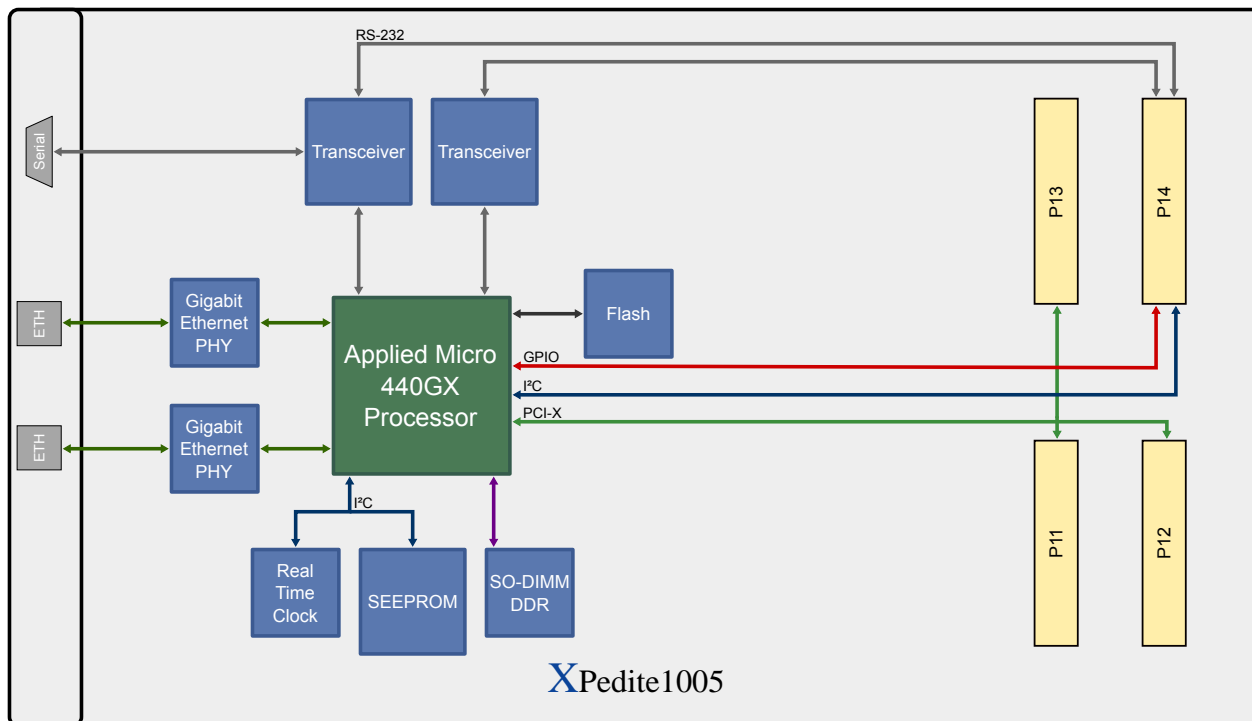 RS-232
Serial
Transceiver
Transceiver
P13
P14
ETH
Gigabit
Ethernet
PHY
Applied Micro
440GX
Processor
Flash
GPIO
I²C
PCI-X
ETH
Gigabit
Ethernet
PHY
I²C
Real
Time
Clock
SEEPROM
SO-DIMM
DDR
P11
P12
XPedite1005